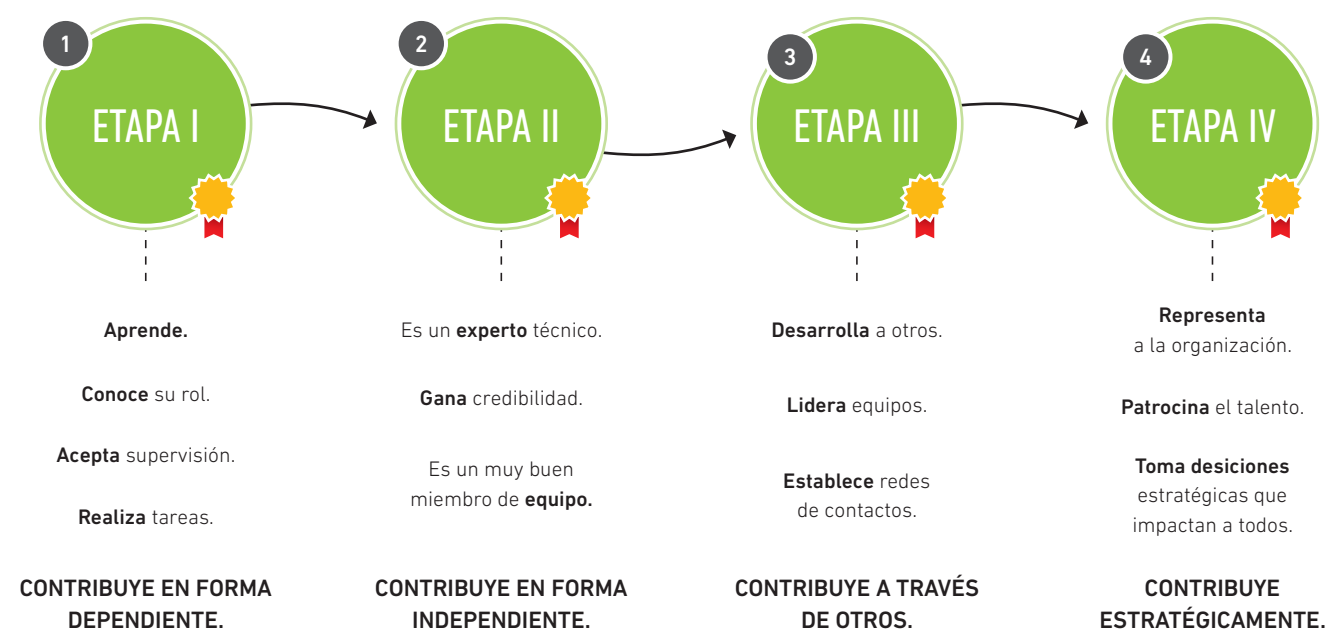 1
ETAPA I
Aprende.
Conoce su rol.
Acepta supervisión.
Realiza tareas.
CONTRIBUYE EN FORMA
DEPENDIENTE.
2
ETAPA II
Es un experto técnico.
Gana credibilidad.
Es un muy buen
miembro de equipo.
CONTRIBUYE EN FORMA
INDEPENDIENTE.
3
ETAPA III
Desarrolla a otros.
Lidera equipos.
Establece redes
de contactos.
CONTRIBUYE A TRAVÉS
DE OTROS.
4
ETAPA IV
Representa
a la organización.
Patrocina el talento.
Toma desiciones
estratégicas que
impactan a todos.
CONTRIBUYE
ESTRATÉGICAMENTE.